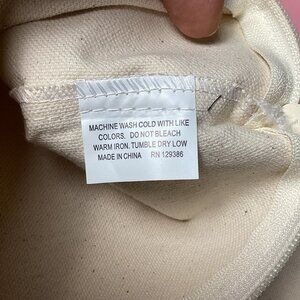 MACHINE WASH COLD WITH LIKE
COLORS. DO NOT BLEACH
WARM IRON, TUMBLE DRY LOW
MADE IN CHINA RN 129386